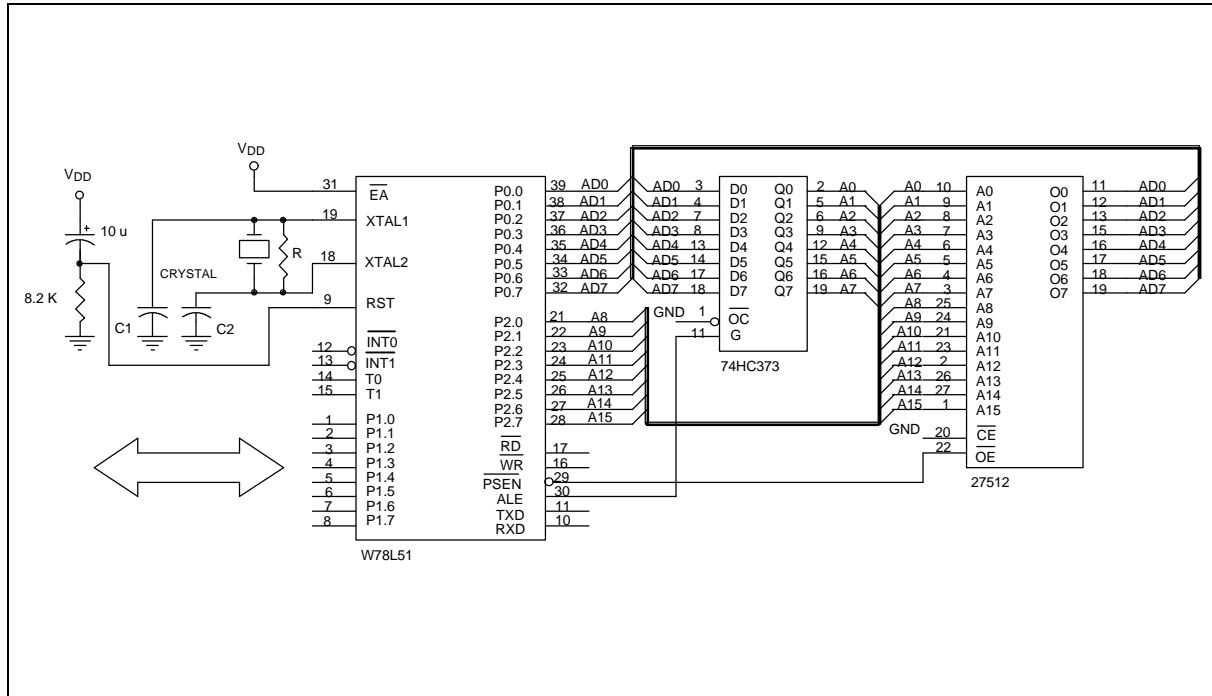 VDD
VDD
10 u
8.2 K
CRYSTAL
C1
C2
R
31 EA
19 XTAL1
18 XTAL2
9 RST
12 INT0
13 INT1
14 T0
15 T1
1 P1.0
2 P1.1
3 P1.2
4 P1.3
5 P1.4
6 P1.5
7 P1.6
8 P1.7
P0.0 39 AD0
P0.1 38 AD1
P0.2 37 AD2
P0.3 36 AD3
P0.4 35 AD4
P0.5 34 AD5
P0.6 33 AD6
P0.7 32 AD7
P2.0 21 A8
P2.1 22 A9
P2.2 23 A10
P2.3 24 A11
P2.4 25 A12
P2.5 26 A13
P2.6 27 A14
P2.7 28 A15
RD 17
WR 16
PSEN 29
ALE 30
TXD 11
RXD 10
W78L51
AD0 3 D0 Q0 2 A0
AD1 4 D1 Q1 5 A1
AD2 7 D2 Q2 6 A2
AD3 8 D3 Q3 9 A3
AD4 13 D4 Q4 12 A4
AD5 14 D5 Q5 15 A5
AD6 17 D6 Q6 16 A6
AD7 18 D7 Q7 19 A7
GND 1 OC
11 G
74HC373
A0 10 A0 O0 11 AD0
A1 9 A1 O1 12 AD1
A2 8 A2 O2 13 AD2
A3 7 A3 O3 15 AD3
A4 6 A4 O4 16 AD4
A5 5 A5 O5 17 AD5
A6 4 A6 O6 18 AD6
A7 3 A7 O7 19 AD7
A8 25 A8
A9 24 A9
A10 21 A10
A11 23 A11
A12 2 A12
A13 26 A13
A14 27 A14
A15 1 A15
GND 20 CE
22 OE
27512